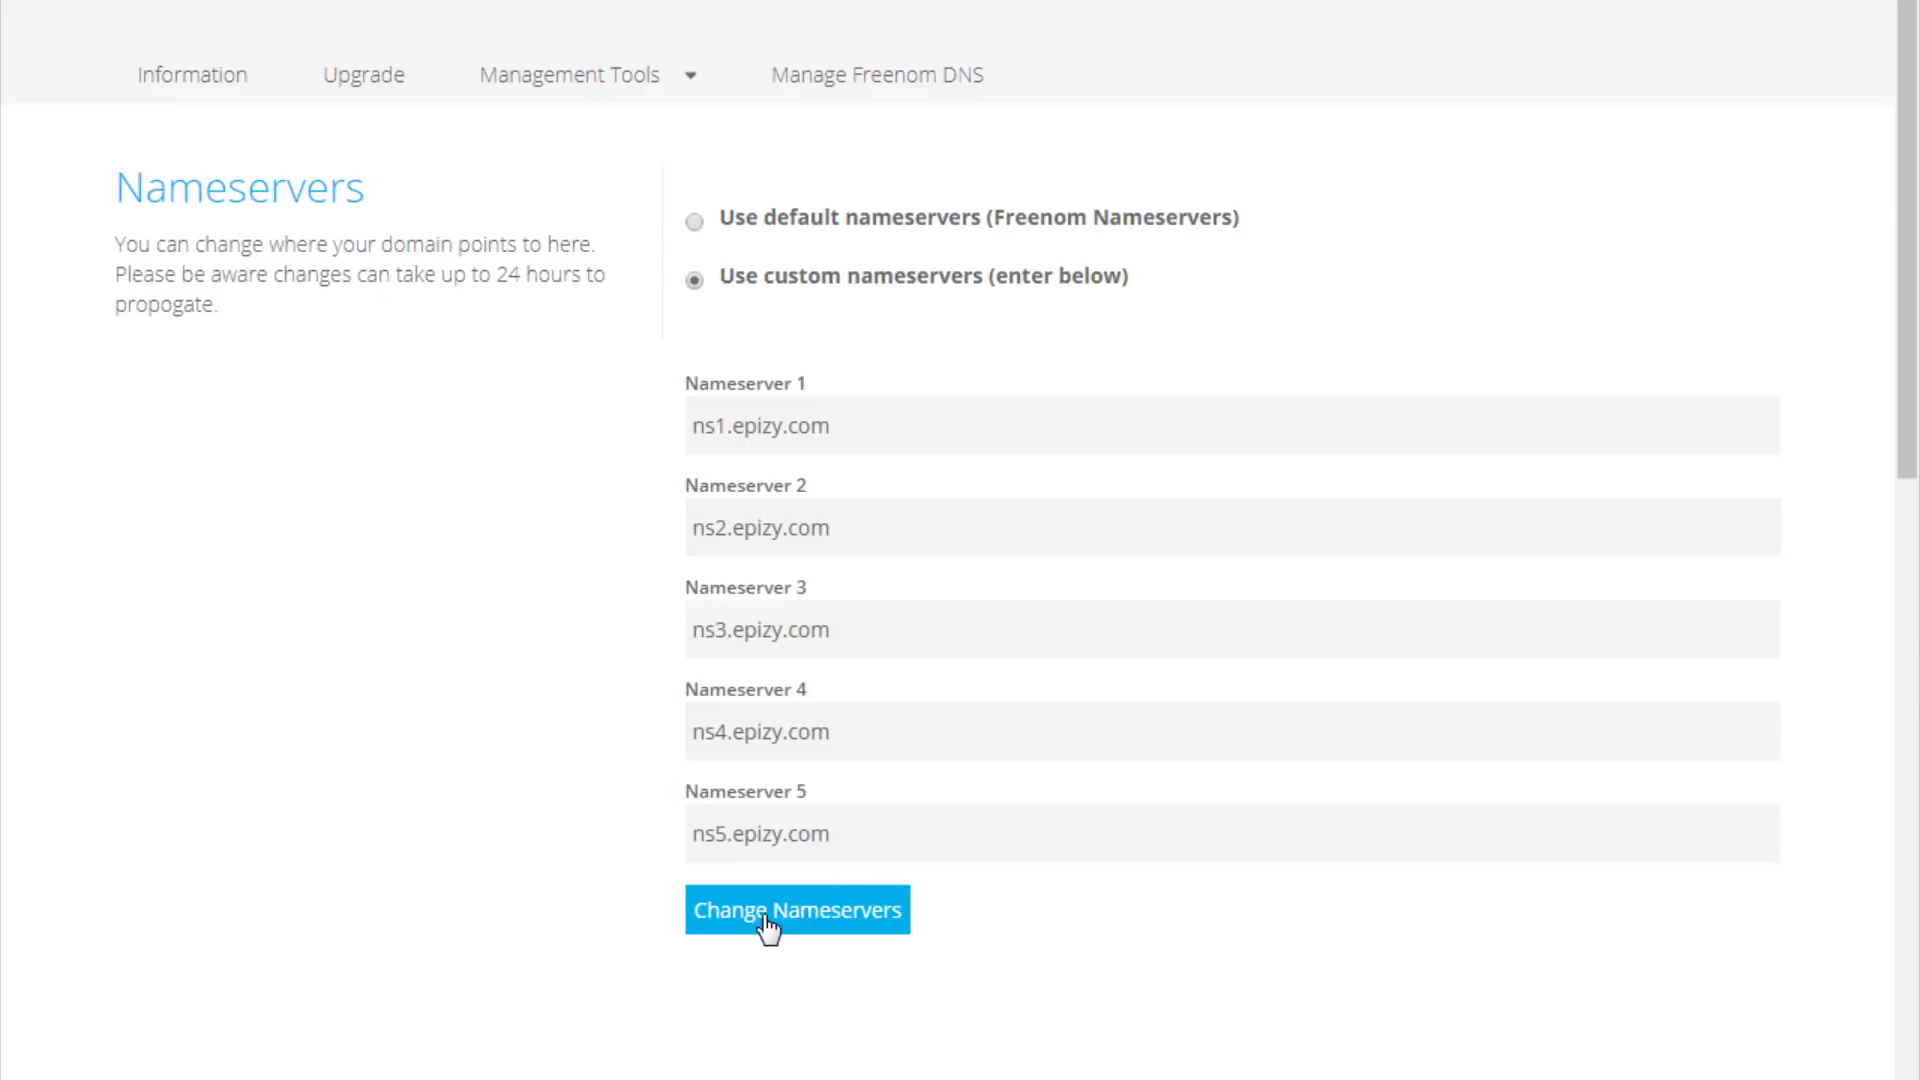 Information
Upgrade
Management Tools
Manage Freenom DNS
Nameservers
You can change where your domain points to here.
Please be aware changes can take up to 24 hours to
propogate.
Use default nameservers (Freenom Nameservers)
Use custom nameservers (enter below)
Nameserver 1
ns1.epizy.com
Nameserver 2
ns2.epizy.com
Nameserver 3
ns3.epizy.com
Nameserver 4
ns4.epizy.com
Nameserver 5
ns5.epizy.com
Change Nameservers